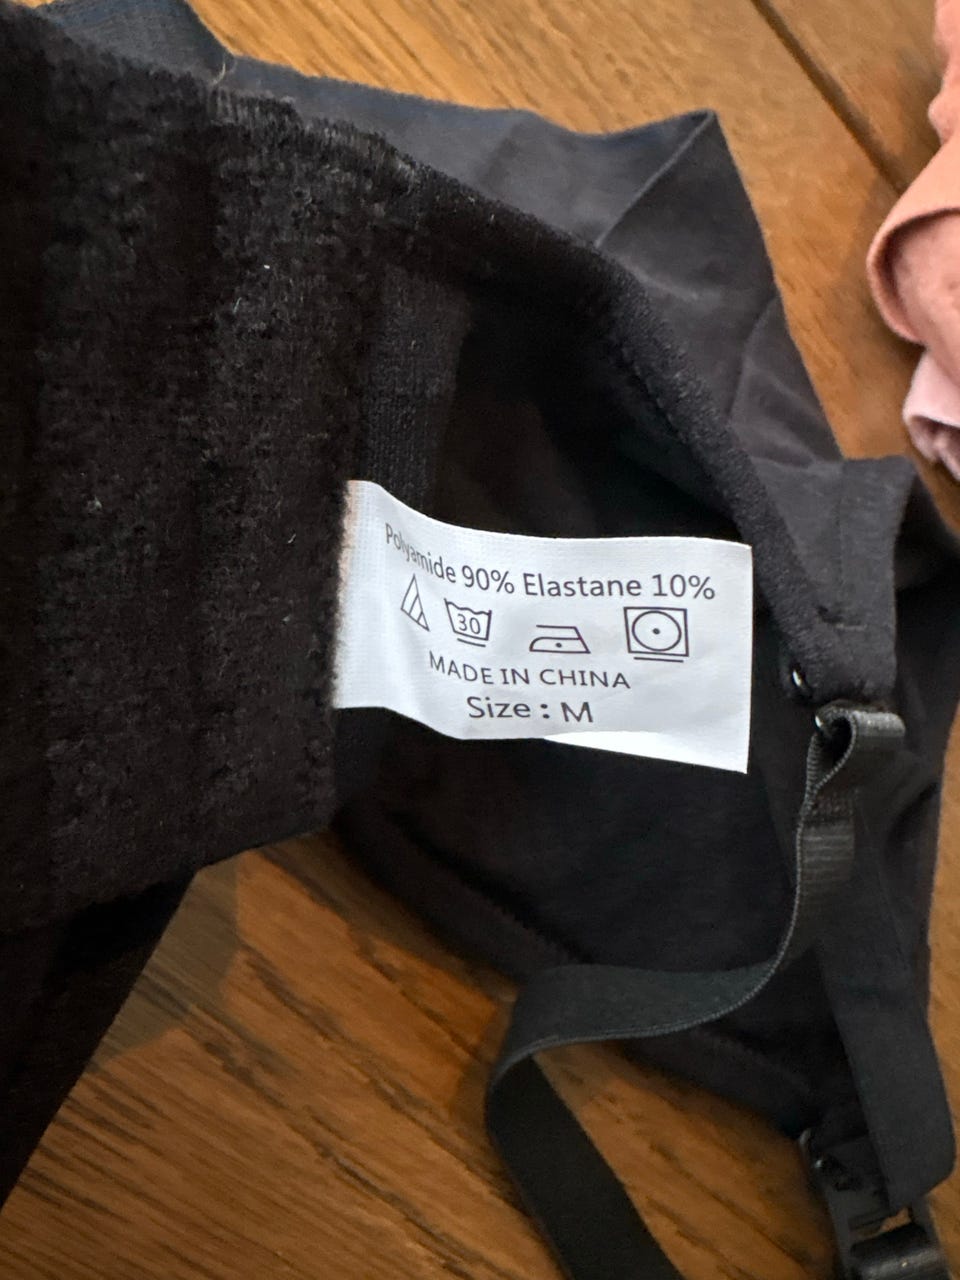 Polyamide 90% Elastane 10%
30
MADE IN CHINA
Size : M